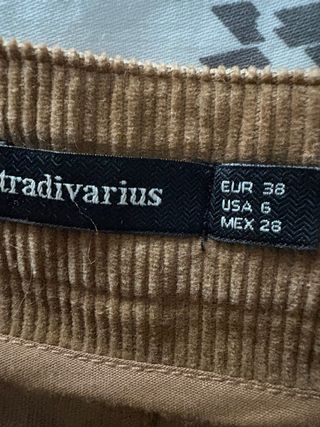 tradivarius
EUR 38
USA 6
MEX 28